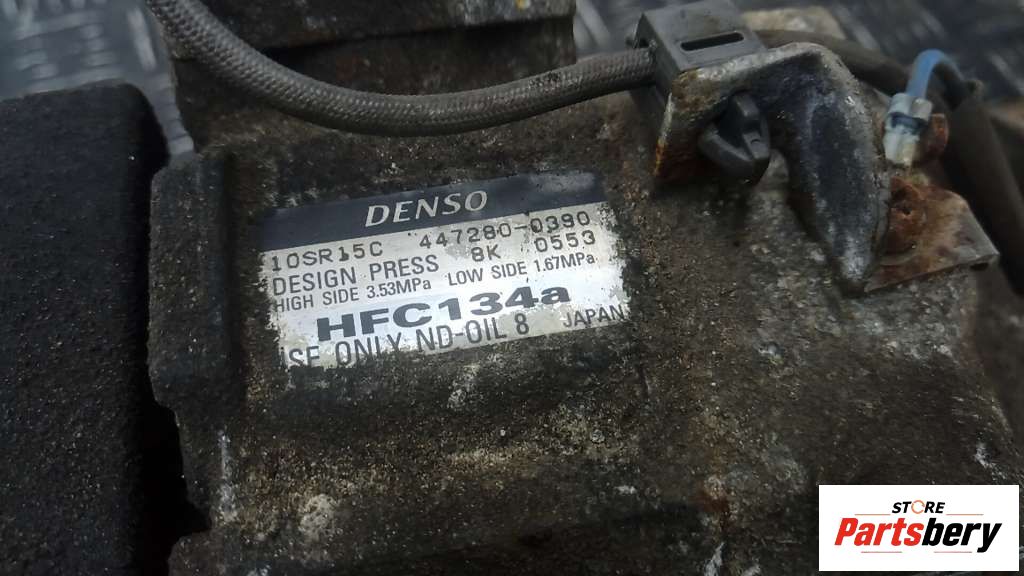 DENSO
10SR15C 447280-0390
DESIGN PRESS 8K 0553
HIGH SIDE 3.53MPa LOW SIDE 1.67MPa
HFC134a
USE ONLY ND-OIL 8 JAPAN
STORE
Partsbery